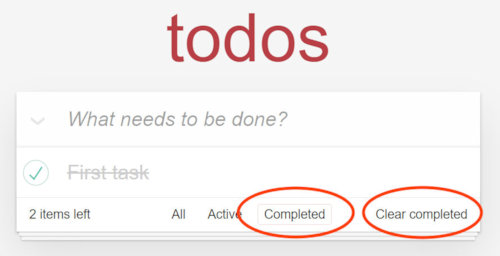 todos
What needs to be done?
First task
2 items left All Active Completed Clear completed